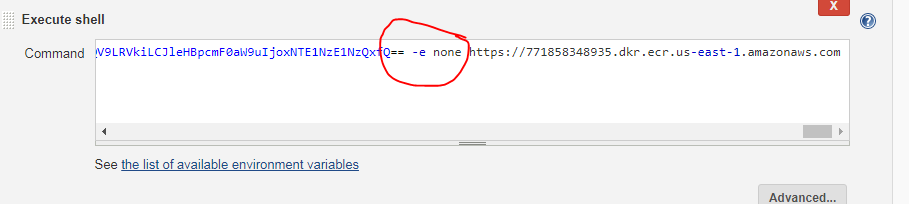 X
Execute shell
Command
V9LRVkiLCJleHBpcmF0aW9uIjoxNTE1NzE1NzQxfQ== -e none https://771858348935.dkr.ecr.us-east-1.amazonaws.com
See the list of available environment variables
Advanced...